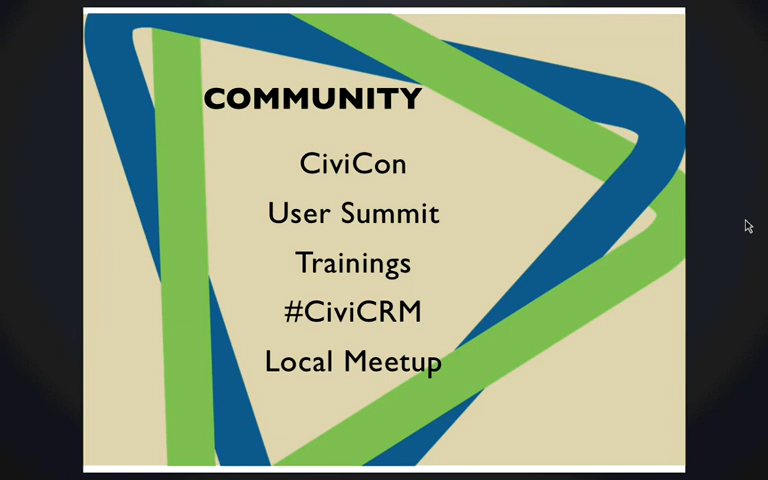 COMMUNITY
CiviCon
User Summit
Trainings
#CiviCRM
Local Meetup